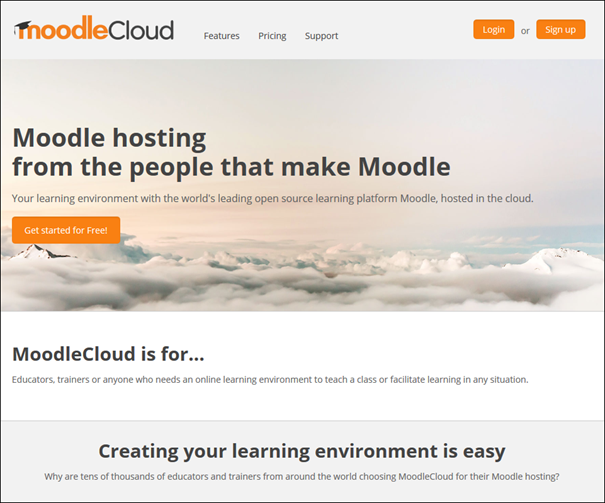 moodleCloud
Features Pricing Support
Login or Sign up
Moodle hosting
from the people that make Moodle
Your learning environment with the world's leading open source learning platform Moodle, hosted in the cloud.
Get started for Free!
MoodleCloud is for...
Educators, trainers or anyone who needs an online learning environment to teach a class or facilitate learning in any situation.
Creating your learning environment is easy
Why are tens of thousands of educators and trainers from around the world choosing MoodleCloud for their Moodle hosting?